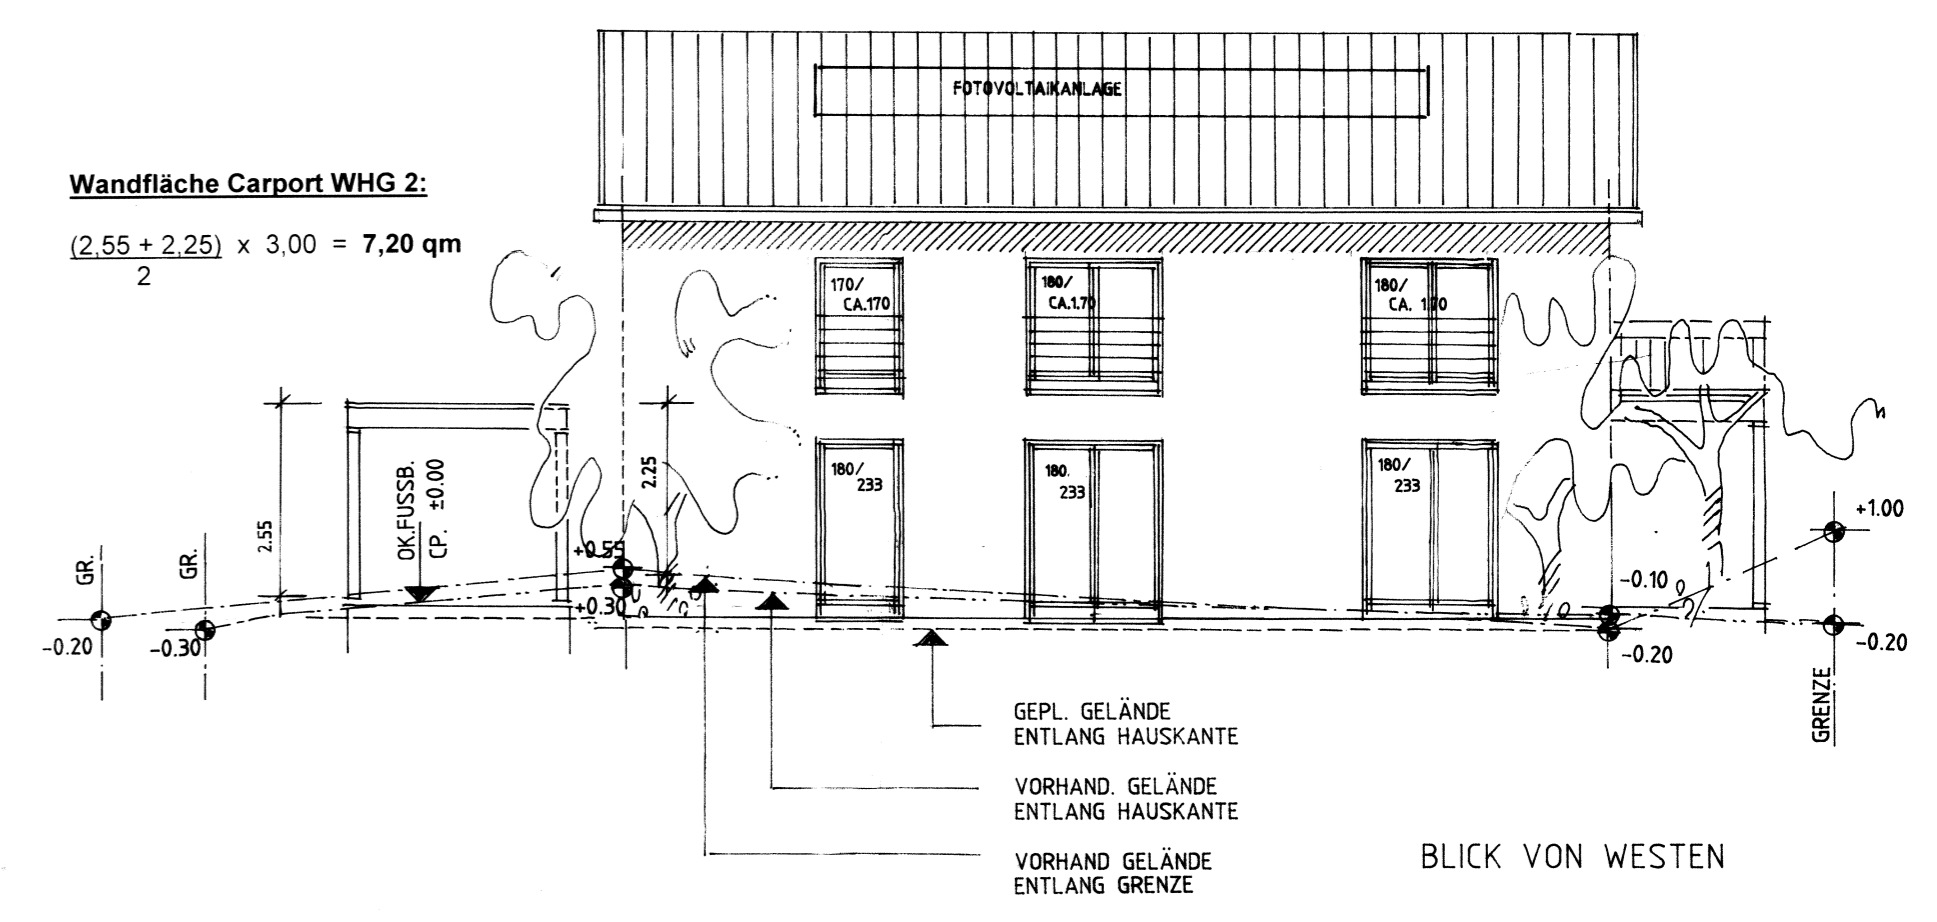 FOTOVOLTAIKANLAGE
Wandfläche Carport WHG 2:
(2,55 + 2,25) x 3,00 = 7,20 qm
2
170/
CA.170
180/
CA.1.70
180/
CA. 1.70
180/
233
180.
233
180/
233
2.55
2.25
OK.FUSSB.
CP. ±0.00
GR.
GR.
-0.20
-0.30
+0.55
+0.30
-0.10
-0.20
+1.00
-0.20
GRENZE
GEPL. GELÄNDE
ENTLANG HAUSKANTE
VORHAND. GELÄNDE
ENTLANG HAUSKANTE
VORHAND GELÄNDE
ENTLANG GRENZE
BLICK VON WESTEN